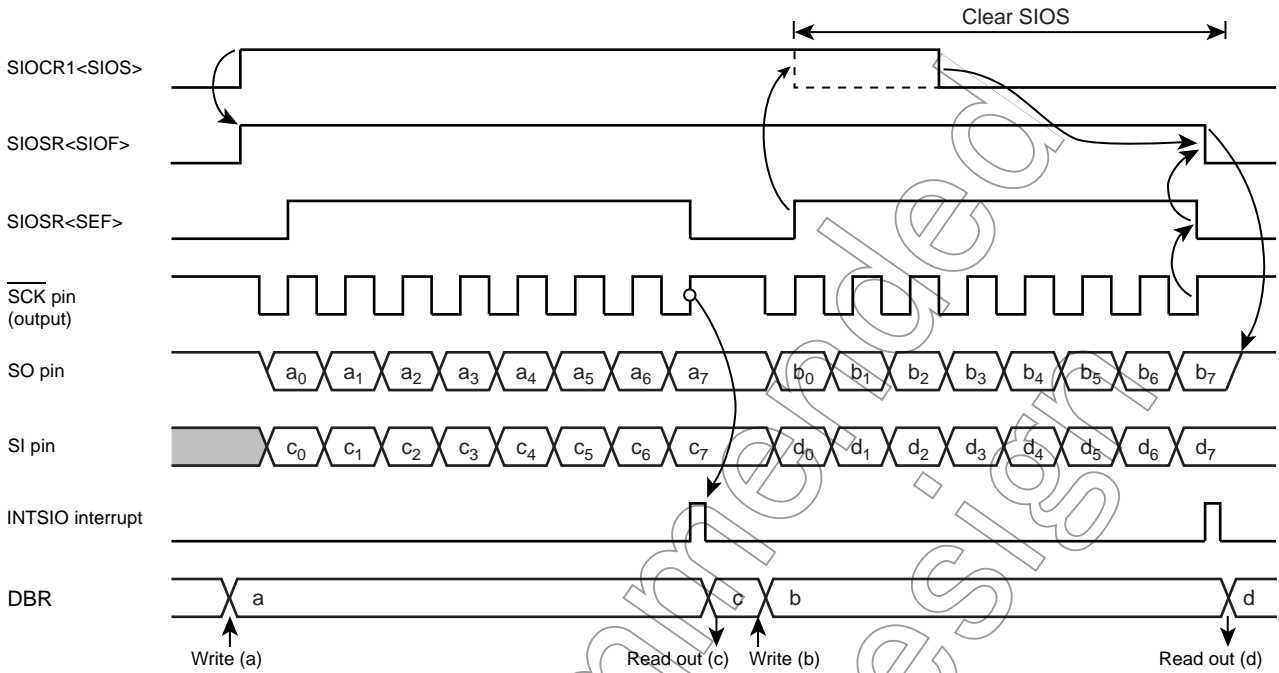 Clear SIOS
SIOCR1<SIOS>
SIOSR<SIOF>
SIOSR<SEF>
SCK pin
(output)
SO pin a0 a1 a2 a3 a4 a5 a6 a7 b0 b1 b2 b3 b4 b5 b6 b7
SI pin c0 c1 c2 c3 c4 c5 c6 c7 d0 d1 d2 d3 d4 d5 d6 d7
INTSIO interrupt
DBR a c b d
Write (a) Read out (c) Write (b) Read out (d)
mmended
esign